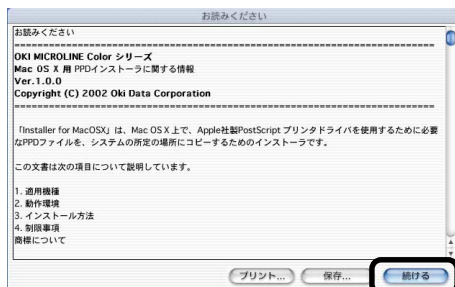 お読みください
お読みください
==========================================================================
OKI MICROLINE Color シリーズ
Mac OS X 用 PPDインストーラに関する情報
Ver.1.0.0
Copyright (C) 2002 Oki Data Corporation
==========================================================================
「Installer for MacOSX」は、Mac OS X 上で、Apple社製PostScript プリンタドライバを使用するために必要
なPPDファイルを、システムの所定の場所にコピーするためのインストーラです。
この文書は次の項目について説明しています。
1. 適用機種
2. 動作環境
3. インストール方法
4. 制限事項
商標について
プリント... 保存... 続ける